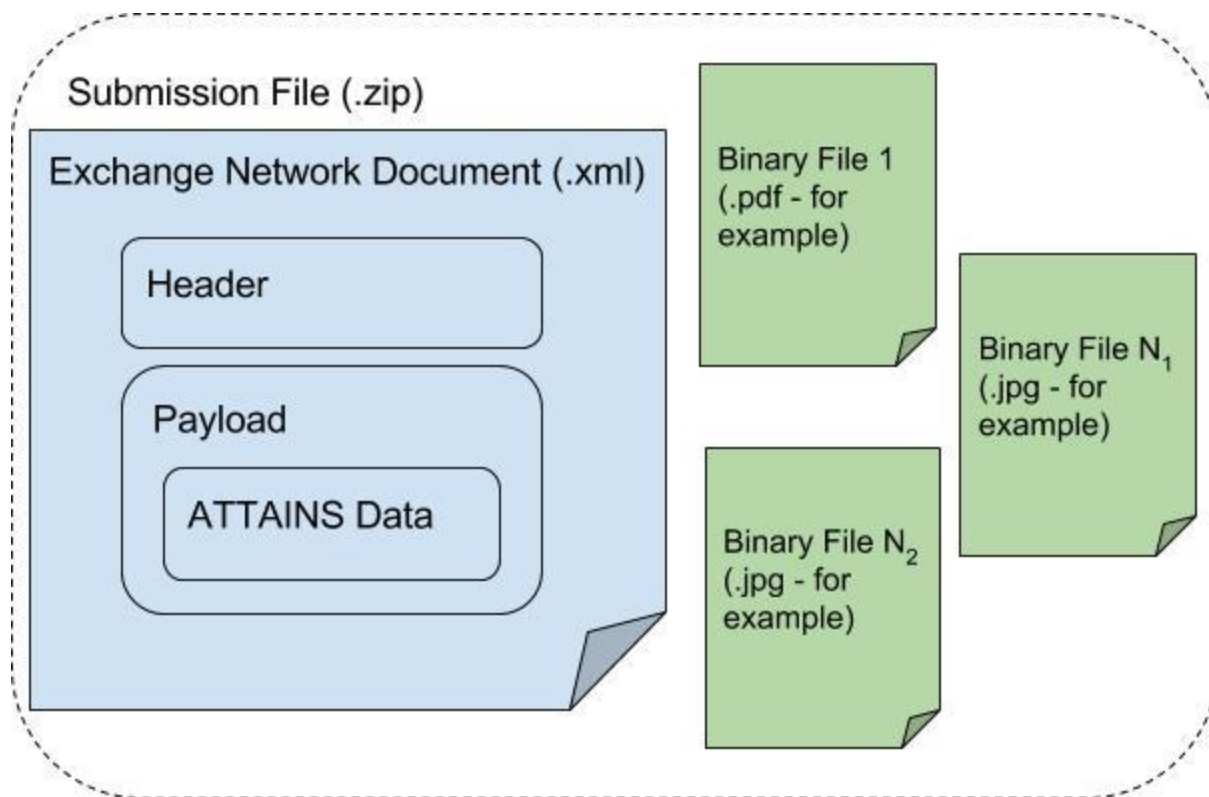 Submission File (.zip)
Exchange Network Document (.xml)
Header
Payload
ATTAINS Data
Binary File 1
(.pdf - for
example)
Binary File N₁
(.jpg - for
example)
Binary File N₂
(.jpg - for
example)